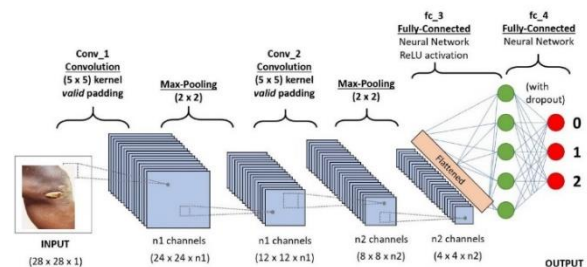 fc_3
Fully-Connected
Neural Network
ReLU activation
fc_4
Fully-Connected
Neural Network
Conv_1
Convolution
(5 x 5) kernel
valid padding
Max-Pooling
(2 x 2)
Conv_2
Convolution
(5 x 5) kernel
valid padding
Max-Pooling
(2 x 2)
(with
dropout)
0
1
2
Flattened
INPUT
(28 x 28 x 1)
n1 channels
(24 x 24 x n1)
n1 channels
(12 x 12 x n1)
n2 channels
(8 x 8 x n2)
n2 channels
(4 x 4 x n2)
OUTPUT